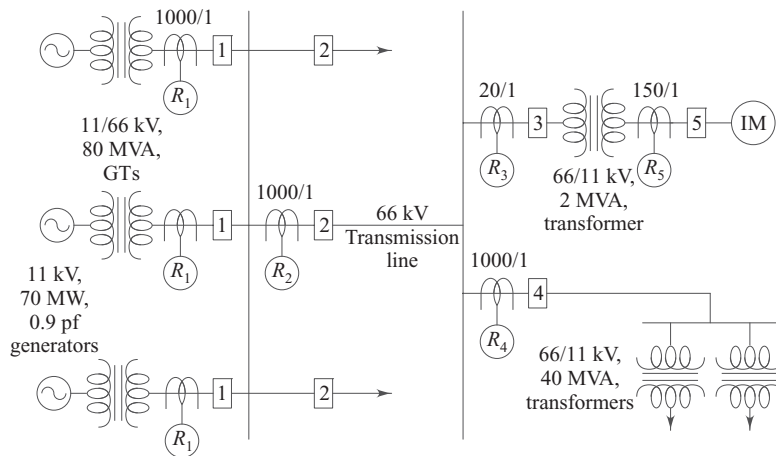 1000/1
1
2
R1
11/66 kV,
80 MVA,
GTs
20/1
150/1
3
5
IM
R3
R5
66/11 kV,
2 MVA,
transformer
1000/1
1
2
R1
R2
66 kV
Transmission
line
11 kV,
70 MW,
0.9 pf
generators
1000/1
4
R4
66/11 kV,
40 MVA,
transformers
1
2
R1